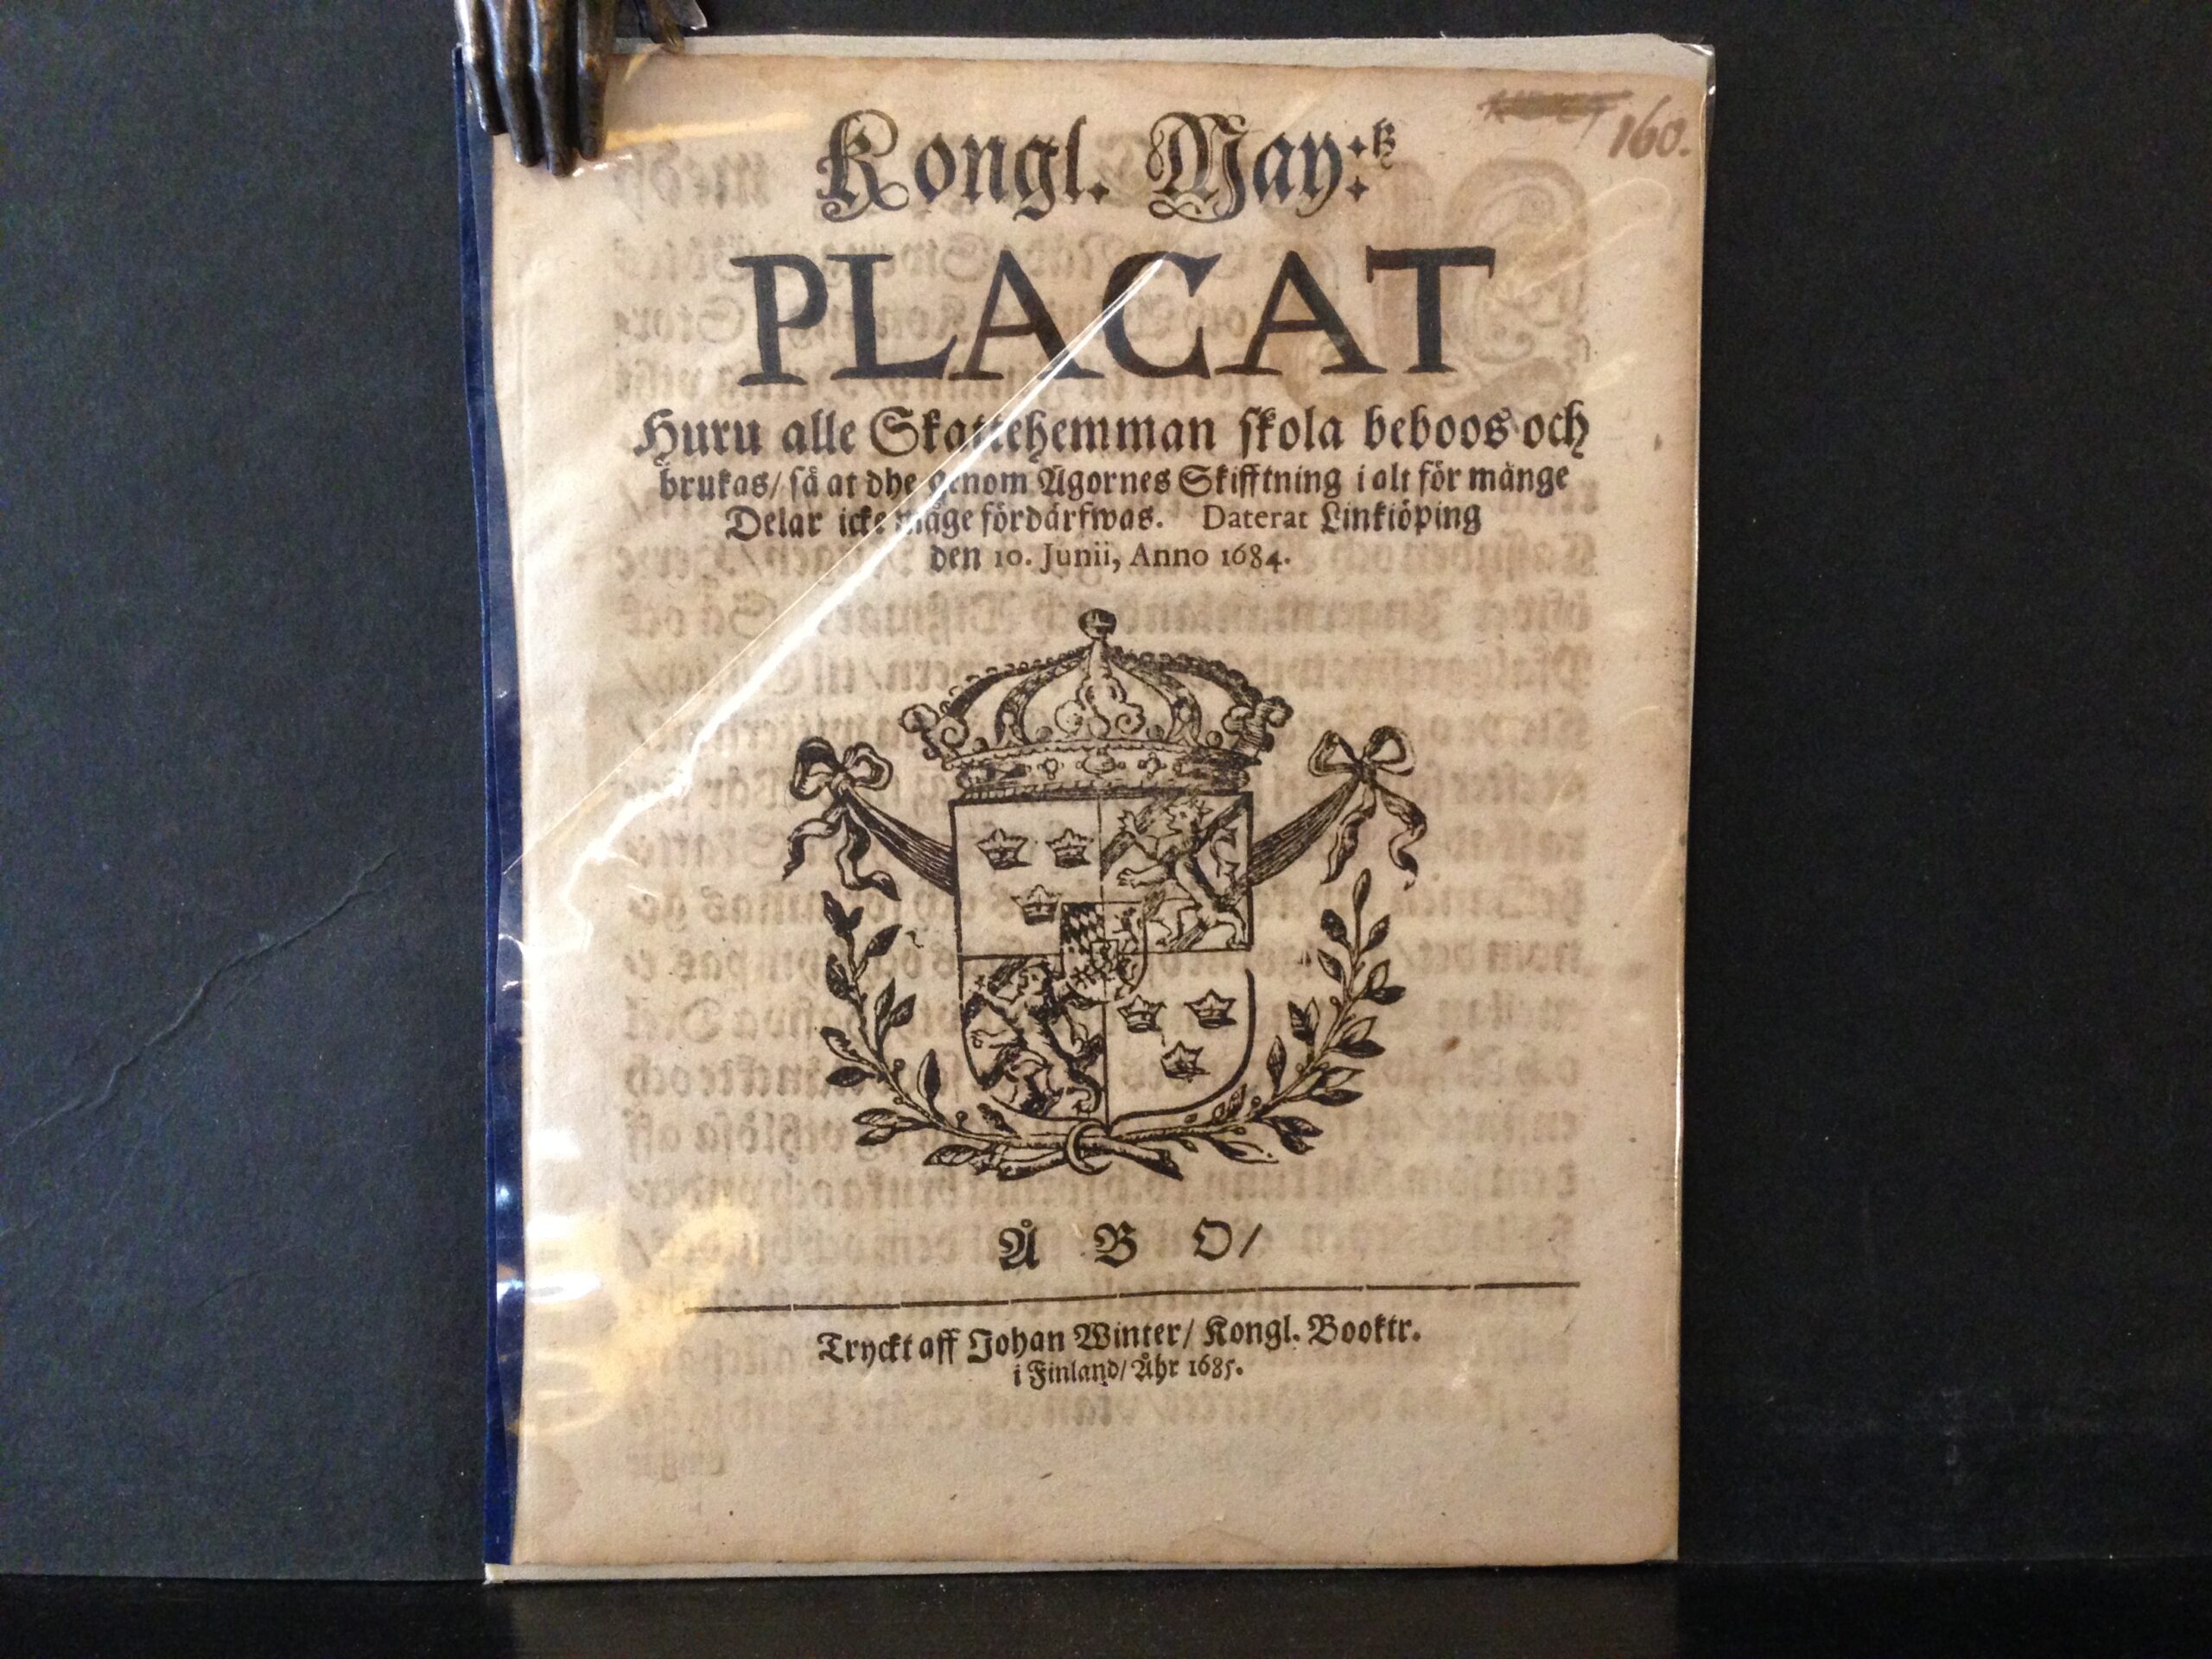 160.
Kongl. May:tz
PLACAT
Huru alle Skattehemman skola beboos och
brukas/ så at dhe genom Ägornes Skifftning i alt för månge
Delar icke måge fördärfwas. Daterat Linkiöping
den 10. Junii, Anno 1684.
Å B O/
Tryckt aff Johan Winter/ Kongl. Booktr.
i Finland/ Åhr 1685.